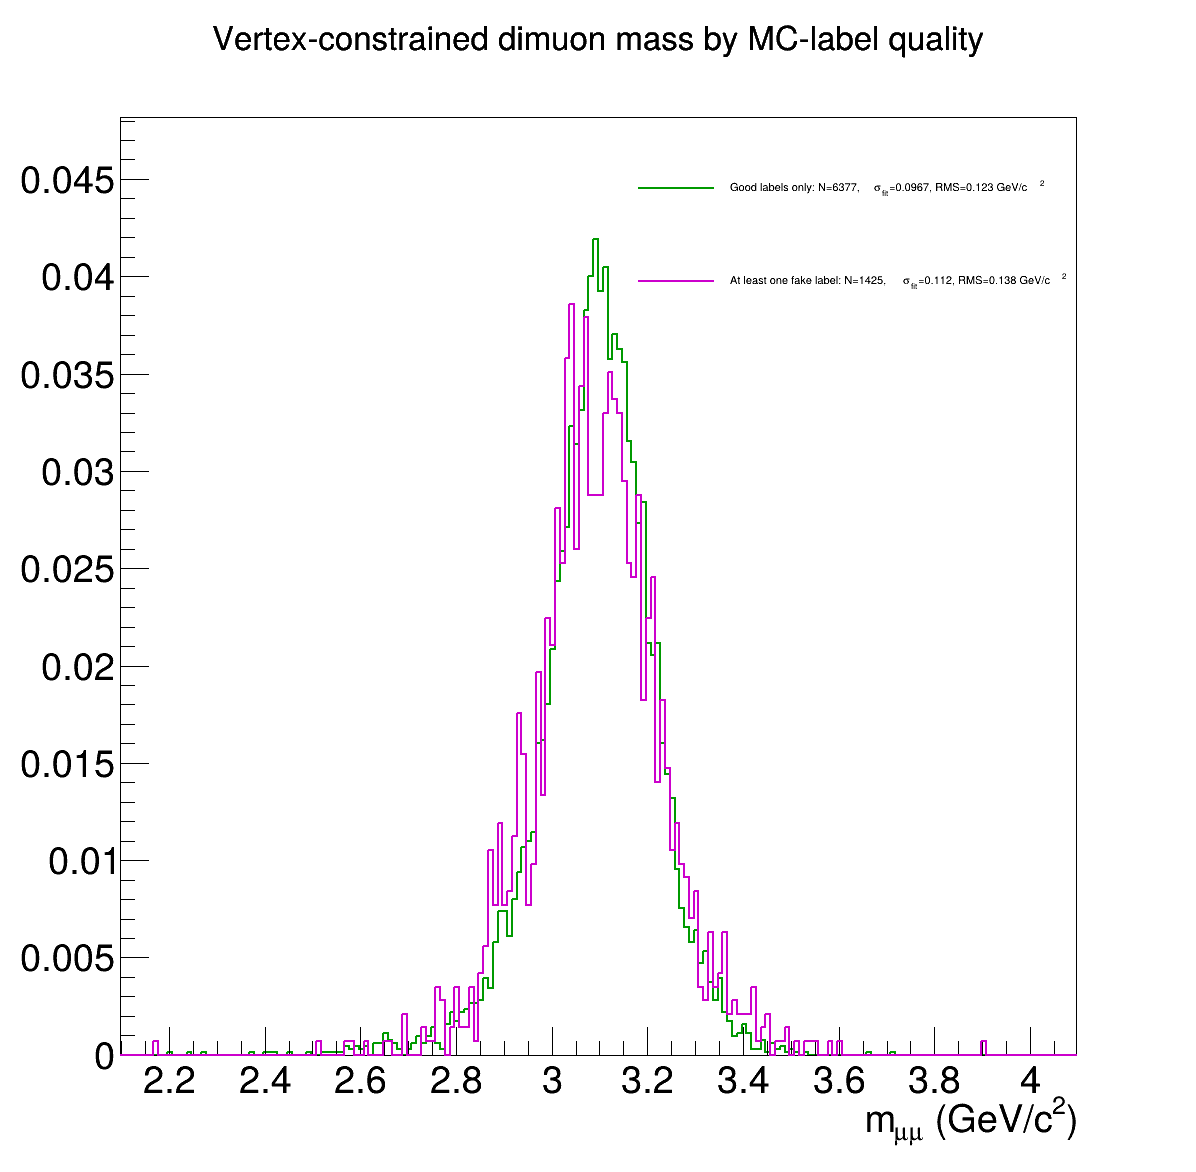 Vertex-constrained dimuon mass by MC-label quality
0.045
Good labels only: N=6377, σfit=0.0967, RMS=0.123 GeV/c2
0.04
At least one fake label: N=1425, σfit=0.112, RMS=0.138 GeV/c2
0.035
0.03
0.025
0.02
0.015
0.01
0.005
0
2.2 2.4 2.6 2.8 3 3.2 3.4 3.6 3.8 4
mμμ (GeV/c2)